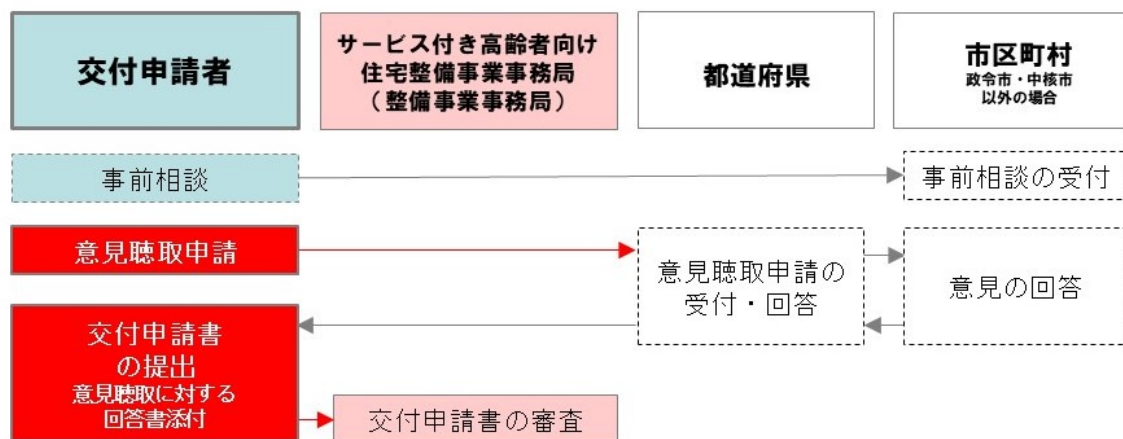 交付申請者
サービス付き高齢者向け
住宅整備事業事務局
（整備事業事務局）
都道府県
市区町村
政令市・中核市
以外の場合
事前相談
事前相談の受付
意見聴取申請
意見聴取申請の
受付・回答
意見の回答
交付申請書
の提出
意見聴取に対する
回答書添付
交付申請書の審査